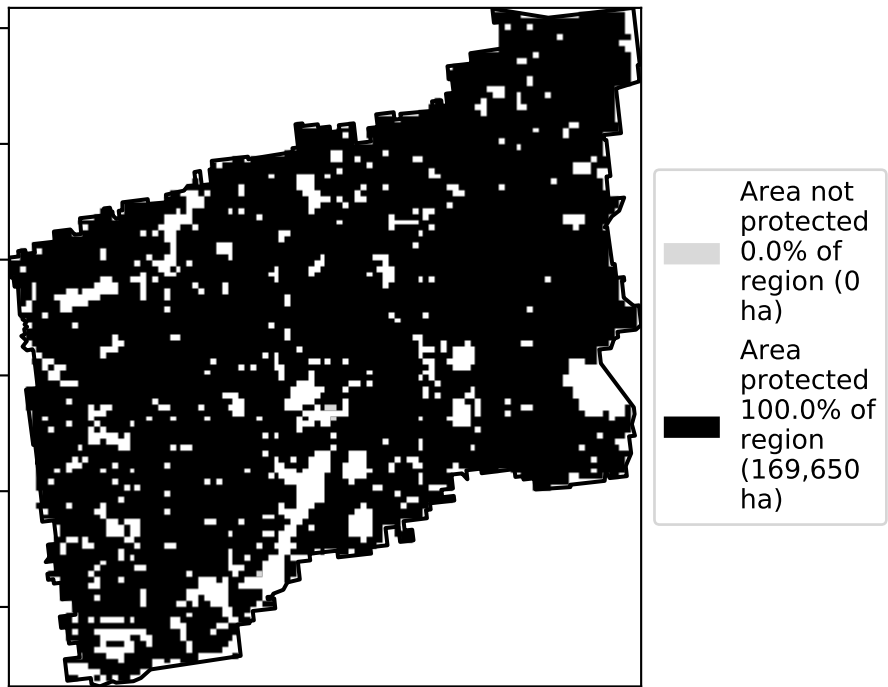 Area not
protected
0.0% of
region (0
ha)
Area
protected
100.0% of
region
(169,650
ha)